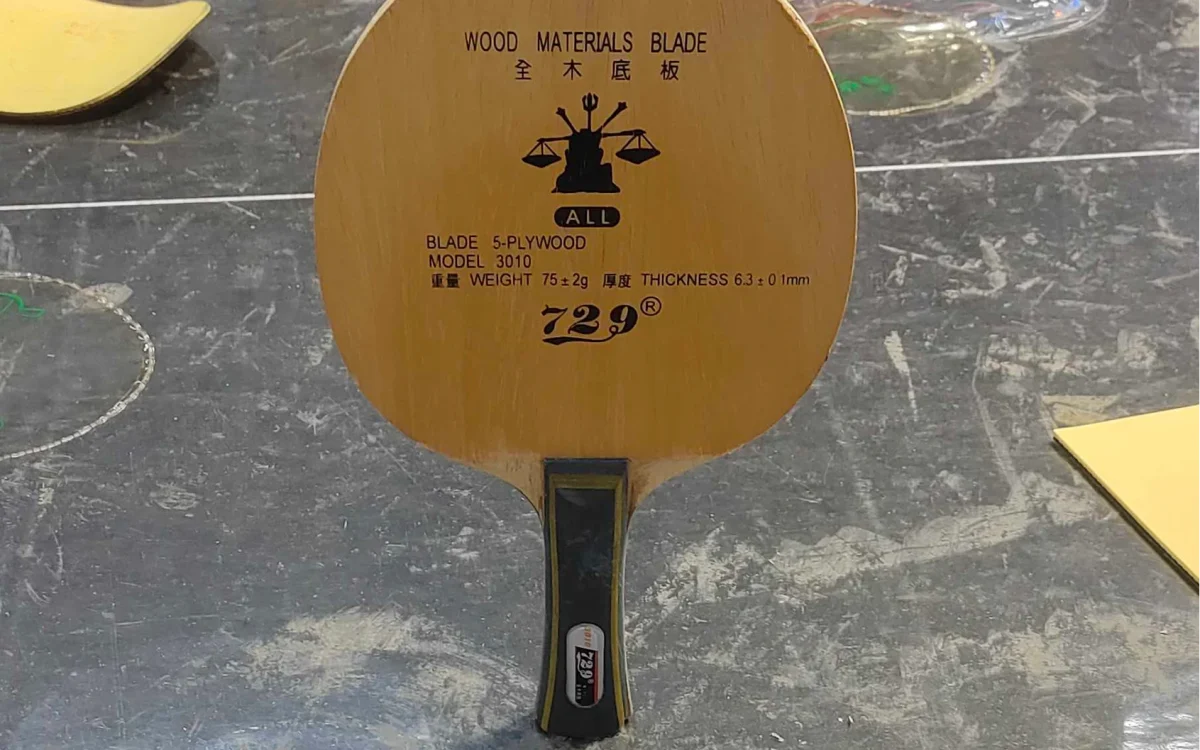 WOOD MATERIALS BLADE
全木底板
ALL
BLADE 5-PLYWOOD
MODEL 3010
重量 WEIGHT 75±2g 厚度 THICKNESS 6.3±0.1mm
729®
729